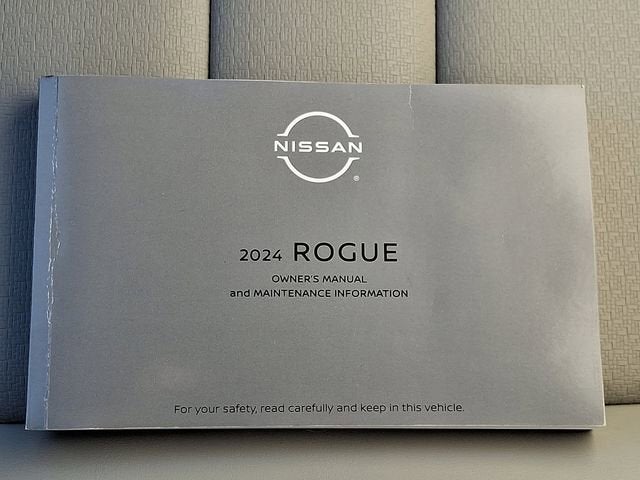 NISSAN
®
2024 ROGUE
OWNER'S MANUAL
and MAINTENANCE INFORMATION
For your safety, read carefully and keep in this vehicle.